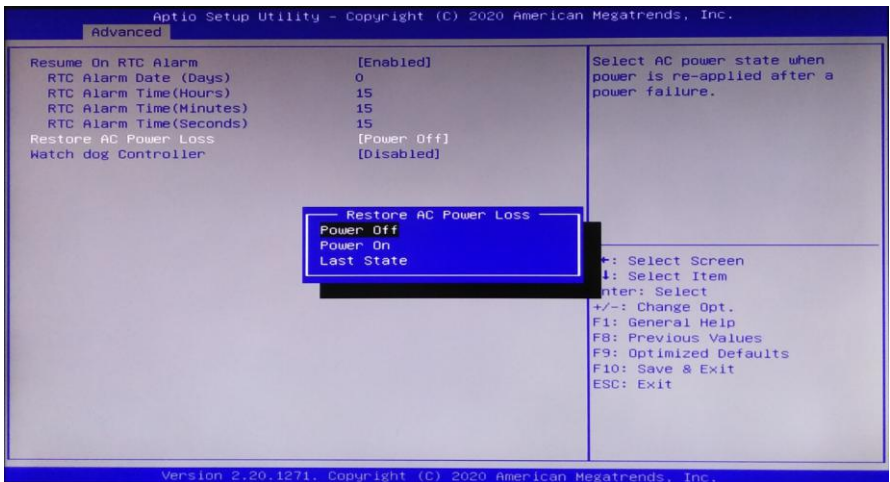 Aptio Setup Utility – Copyright (C) 2020 American Megatrends, Inc.
Advanced
Resume On RTC Alarm [Enabled]
RTC Alarm Date (Days) 0
RTC Alarm Time(Hours) 15
RTC Alarm Time(Minutes) 15
RTC Alarm Time(Seconds) 15
Restore AC Power Loss [Power Off]
Watch dog Controller [Disabled]
Select AC power state when
power is re-applied after a
power failure.
Restore AC Power Loss
Power Off
Power On
Last State
←: Select Screen
↓: Select Item
nter: Select
+/-: Change Opt.
F1: General Help
F8: Previous Values
F9: Optimized Defaults
F10: Save & Exit
ESC: Exit
Version 2.20.1271. Copyright (C) 2020 American Megatrends, Inc.